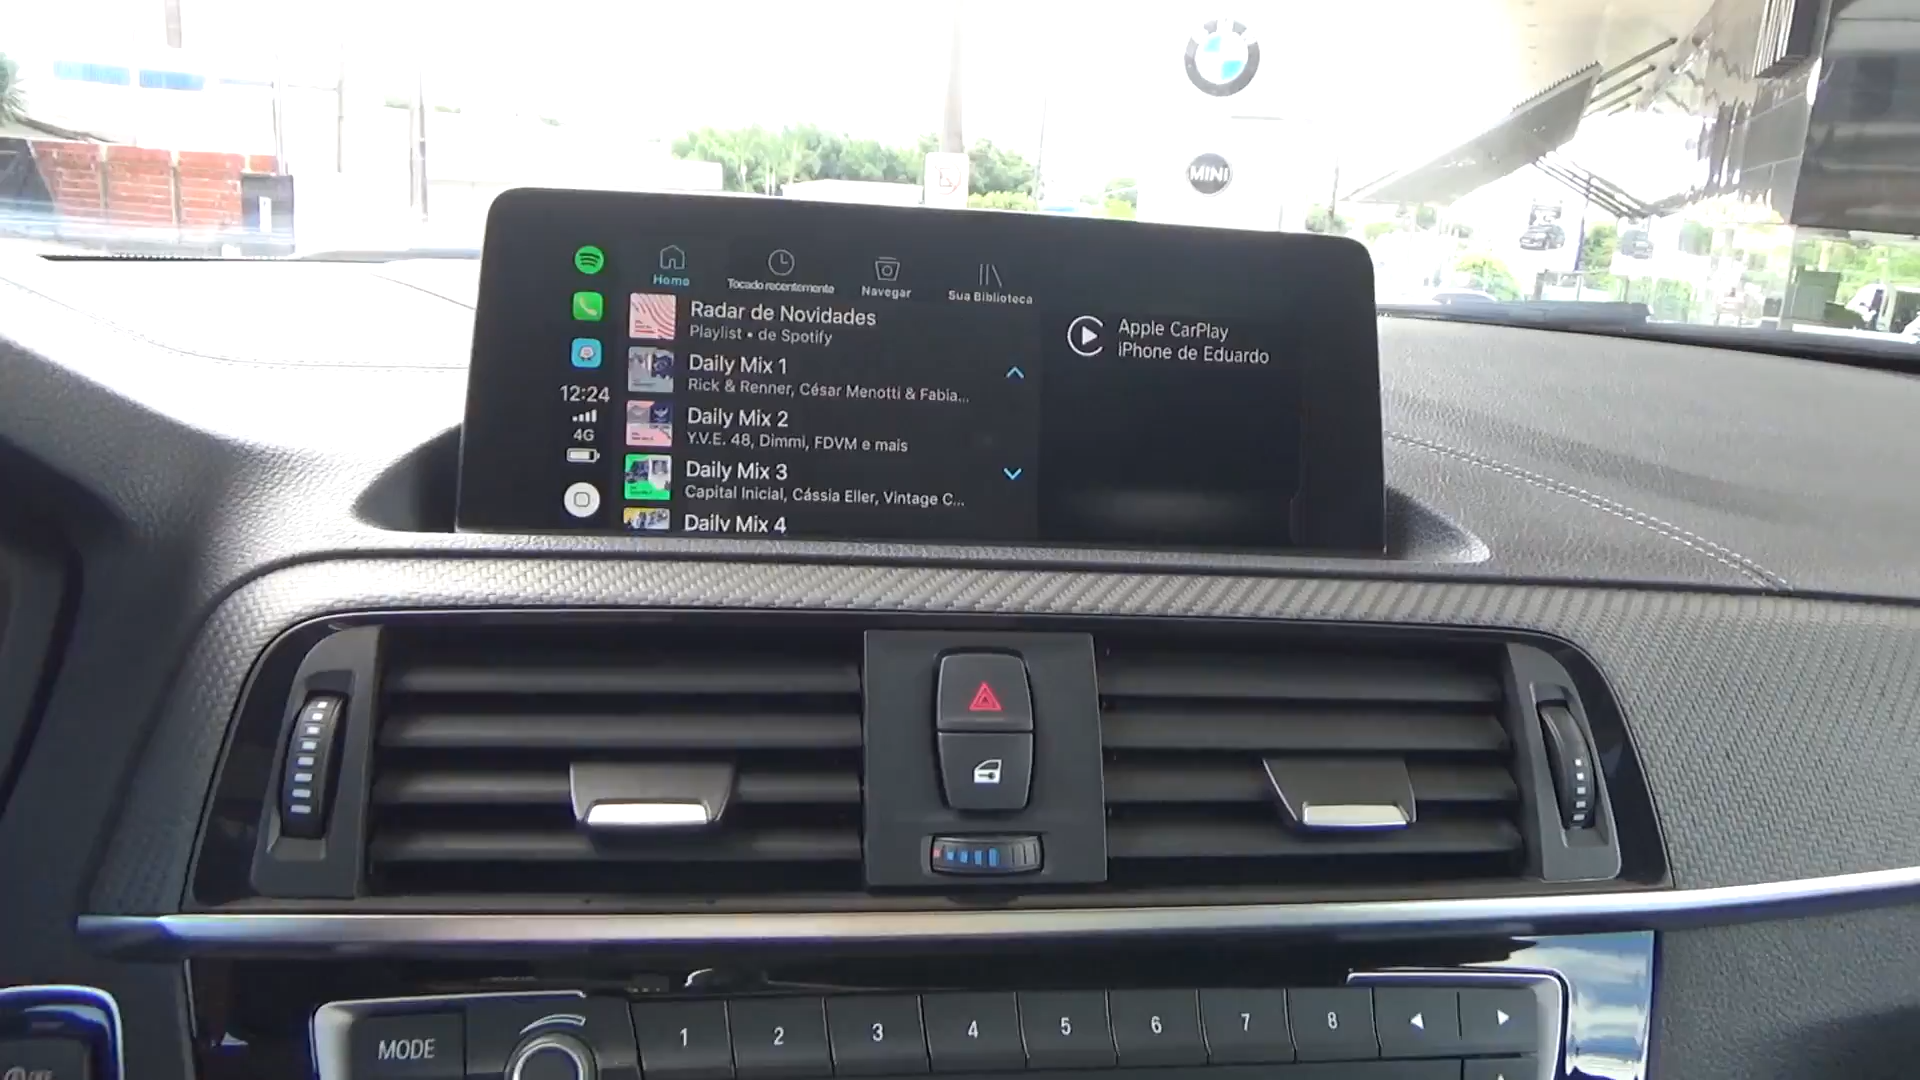 MINI
Home
Tocado recentemente
Navegar
Sua Biblioteca
Radar de Novidades
Playlist • de Spotify
Daily Mix 1
Rick & Renner, César Menotti & Fabia...
Daily Mix 2
Y.V.E. 48, Dimmi, FDVM e mais
Daily Mix 3
Capital Inicial, Cássia Eller, Vintage C...
Daily Mix 4
12:24
4G
Apple CarPlay
iPhone de Eduardo
MODE
1
2
3
4
5
6
7
8